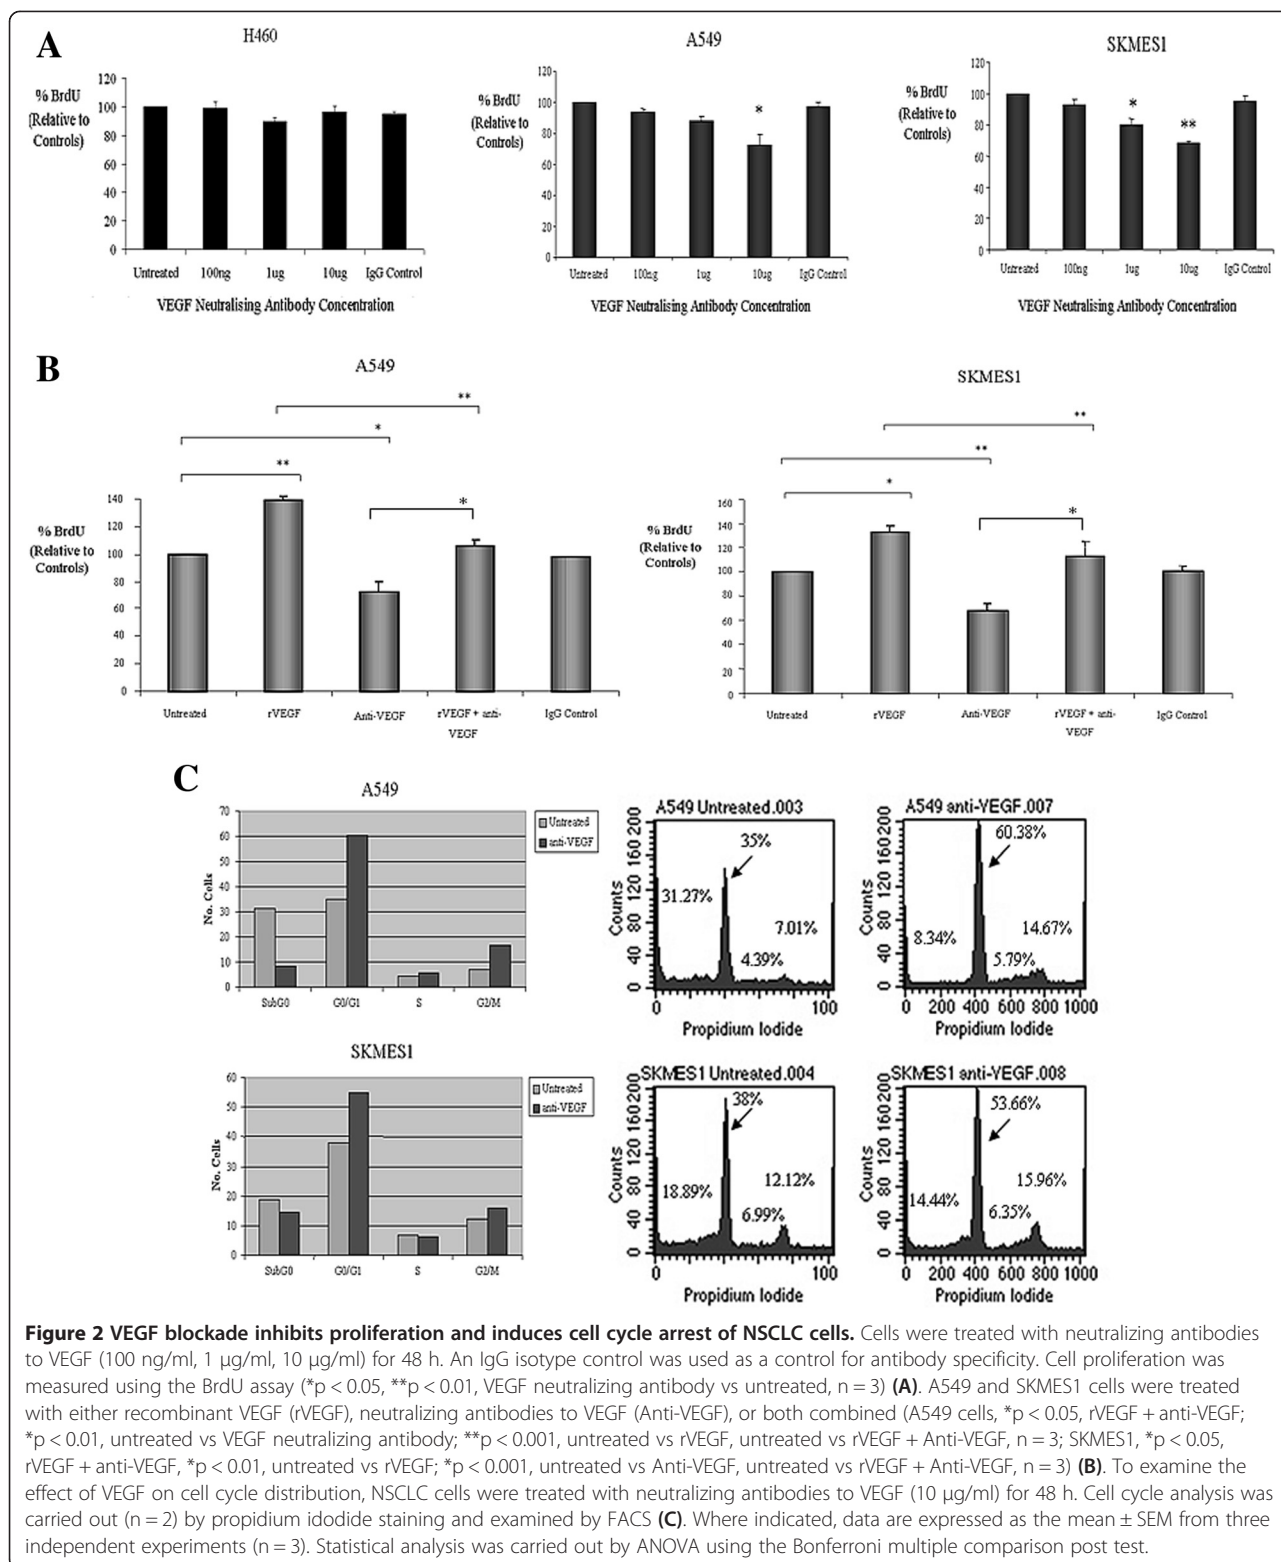 A
H460
% BrdU
(Relative to
Controls)
120
100
80
60
40
20
0
Untreated 100ng 1ug 10ug IgG Control
VEGF Neutralising Antibody Concentration
A549
% BrdU
(Relative to
Controls)
120
100
80
60
40
20
0
*
Untreated 100ng 1ug 10ug IgG Control
VEGF Neutralising Antibody Concentration
SKMES1
% BrdU
(Relative to
Controls)
120
100
80
60
40
20
0
* **
Untreated 100ng 1ug 10ug IgG Control
VEGF Neutralising Antibody Concentration
B
A549
**
*
**
*
% BrdU
(Relative to
Controls)
140
120
100
80
60
40
20
0
Untreated rVEGF Anti-VEGF rVEGF + anti- IgG Control
VEGF
SKMES1
**
**
*
*
% BrdU
(Relative to
Controls)
160
140
120
100
80
60
40
20
0
Untreated rVEGF Anti-VEGF rVEGF + anti- IgG Control
VEGF
C
A549
No. Cells
70
60
50
40
30
20
10
0
SubG0 G0/G1 S G2/M
Untreated
anti-VEGF
A549 Untreated.003
Counts
0 40 80 120 160 200
35%
31.27%
7.01%
4.39%
0 100
Propidium Iodide
A549 anti-YEGF.007
Counts
0 40 80 120 160 200
60.38%
8.34%
14.67%
5.79%
0 200 400 600 800 1000
Propidium Iodide
SKMES1
No. Cells
60
50
40
30
20
10
0
SubG0 G0/G1 S G2/M
Untreated
anti-VEGF
SKMES1 Untreated.004
Counts
0 40 80 120 160 200
38%
18.89%
12.12%
6.99%
0 100
Propidium Iodide
SKMES1 anti-YEGF.008
Counts
0 40 80 120 160 200
53.66%
14.44%
15.96%
6.35%
0 200 400 600 800 1000
Propidium Iodide
Figure 2 VEGF blockade inhibits proliferation and induces cell cycle arrest of NSCLC cells. Cells were treated with neutralizing antibodies
to VEGF (100 ng/ml, 1 μg/ml, 10 μg/ml) for 48 h. An IgG isotype control was used as a control for antibody specificity. Cell proliferation was
measured using the BrdU assay (*p < 0.05, **p < 0.01, VEGF neutralizing antibody vs untreated, n = 3) (A). A549 and SKMES1 cells were treated
with either recombinant VEGF (rVEGF), neutralizing antibodies to VEGF (Anti-VEGF), or both combined (A549 cells, *p < 0.05, rVEGF + anti-VEGF;
*p < 0.01, untreated vs VEGF neutralizing antibody; **p < 0.001, untreated vs rVEGF, untreated vs rVEGF + Anti-VEGF, n = 3; SKMES1, *p < 0.05,
rVEGF + anti-VEGF, *p < 0.01, untreated vs rVEGF; *p < 0.001, untreated vs Anti-VEGF, untreated vs rVEGF + Anti-VEGF, n = 3) (B). To examine the
effect of VEGF on cell cycle distribution, NSCLC cells were treated with neutralizing antibodies to VEGF (10 μg/ml) for 48 h. Cell cycle analysis was
carried out (n = 2) by propidium idodide staining and examined by FACS (C). Where indicated, data are expressed as the mean ± SEM from three
independent experiments (n = 3). Statistical analysis was carried out by ANOVA using the Bonferroni multiple comparison post test.